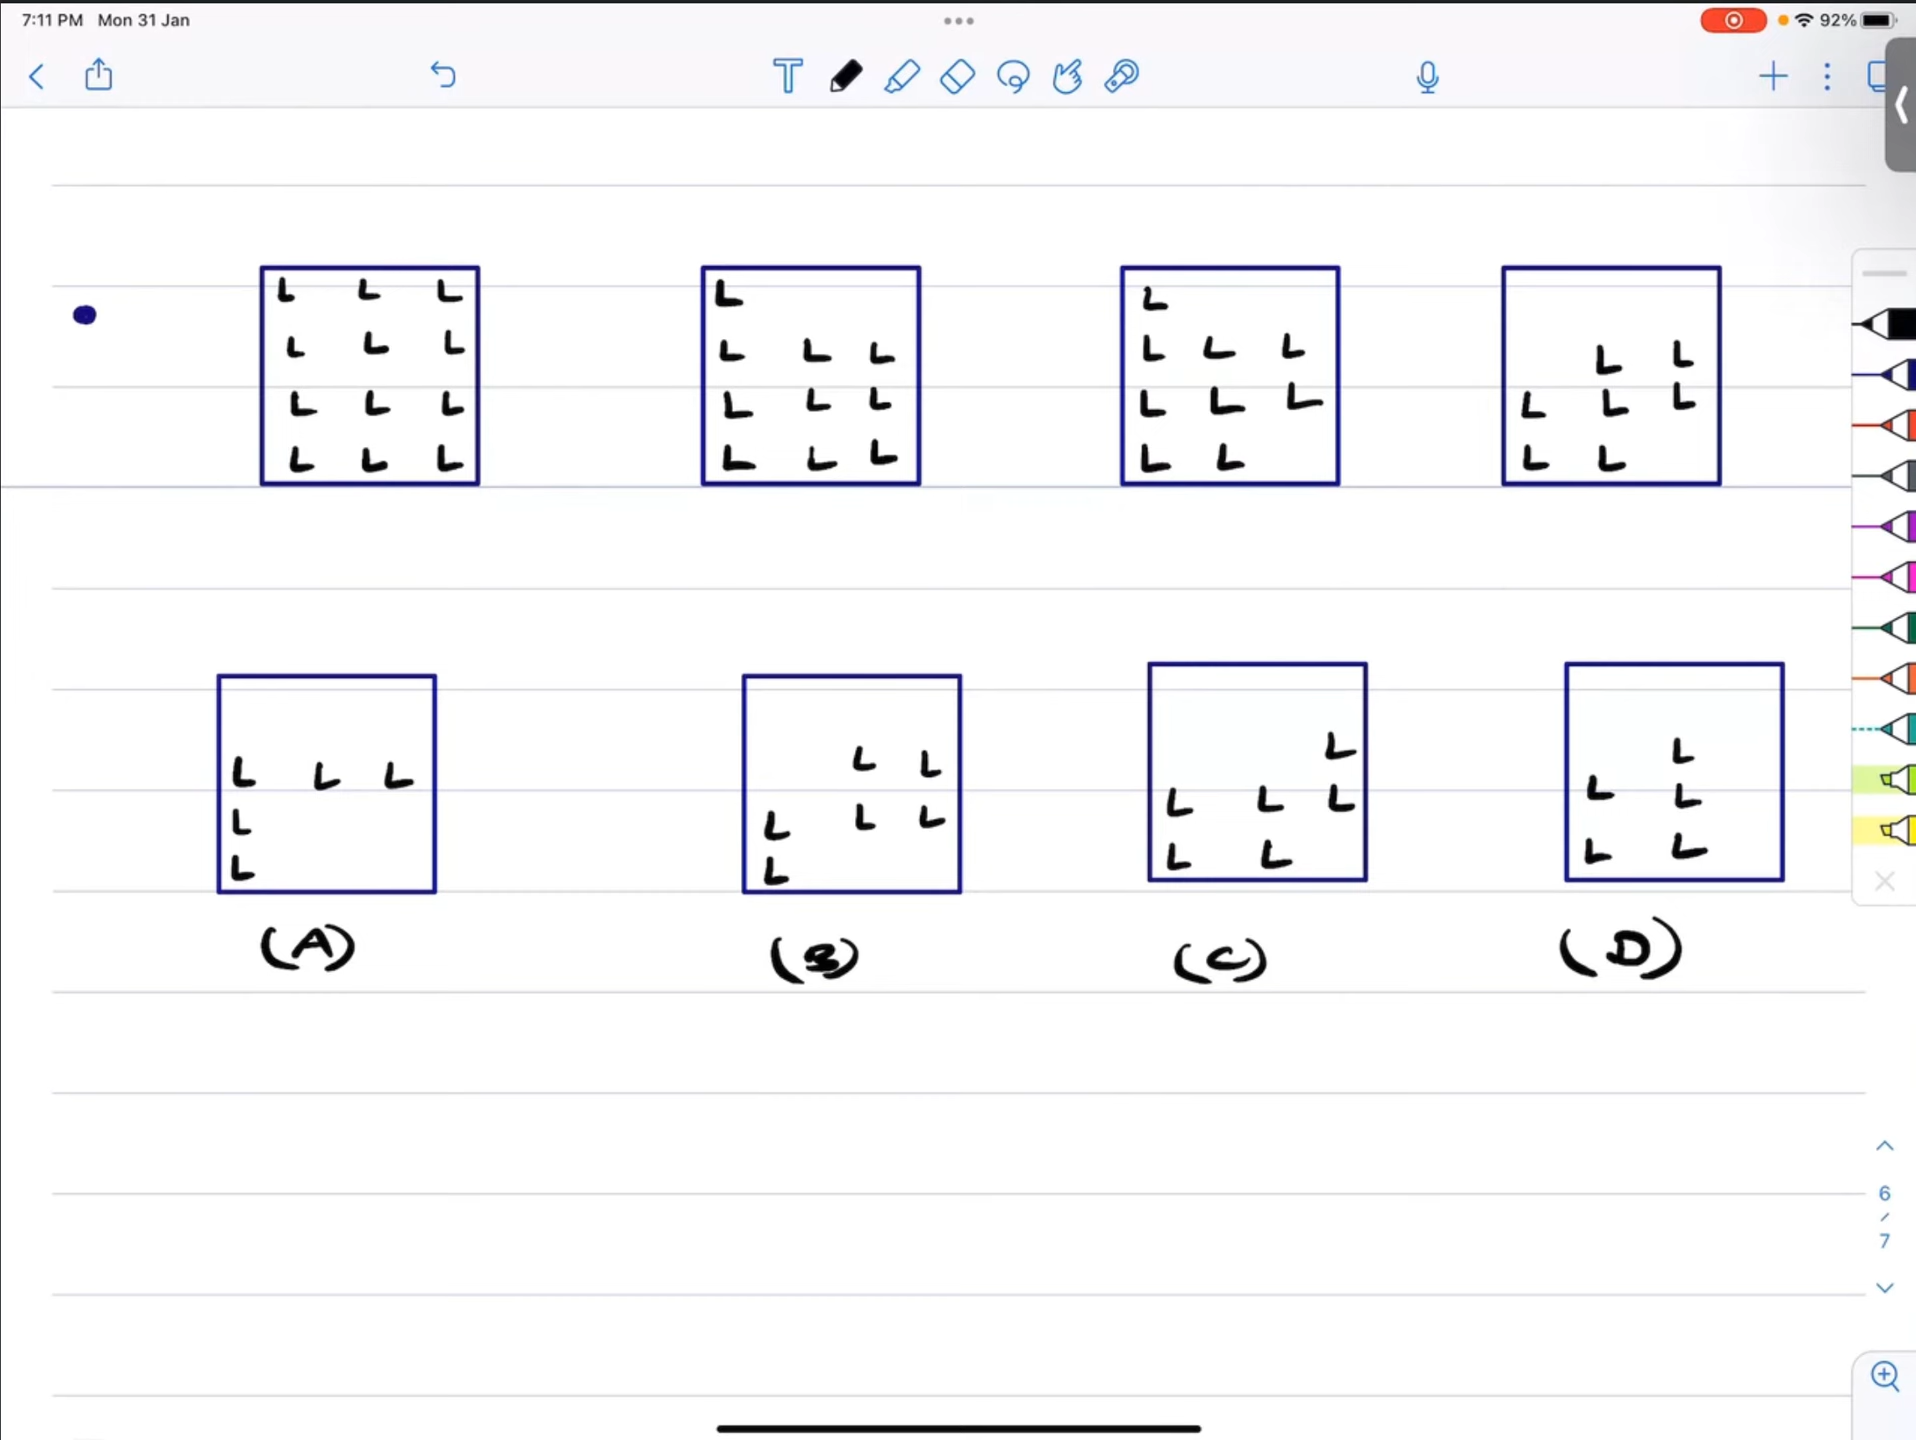 7:11 PM Mon 31 Jan
92%
T
L L L L L L L
L L L L L L L L L L L L
L L L L L L L L L L L
L L L L L L L L L L
L L L L L L L
L L L L L L L
L L L L L L
(A) (B) (C) (D)
6
/
7